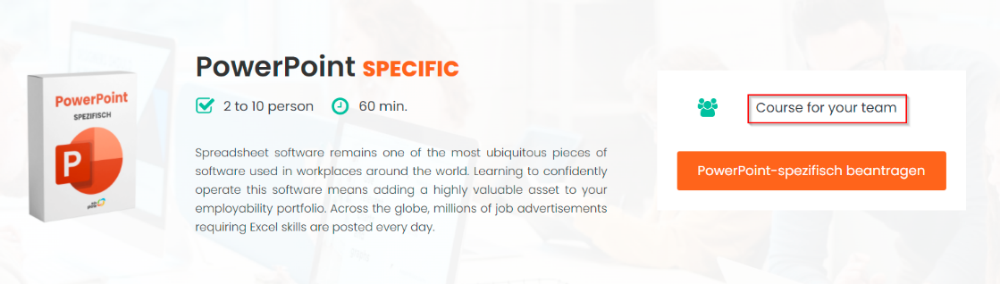 PowerPoint SPECIFIC
2 to 10 person 60 min.
Spreadsheet software remains one of the most ubiquitous pieces of
software used in workplaces around the world. Learning to confidently
operate this software means adding a highly valuable asset to your
employability portfolio. Across the globe, millions of job advertisements
requiring Excel skills are posted every day.
PowerPoint
SPEZIFISCH
P
Course for your team
PowerPoint-spezifisch beantragen